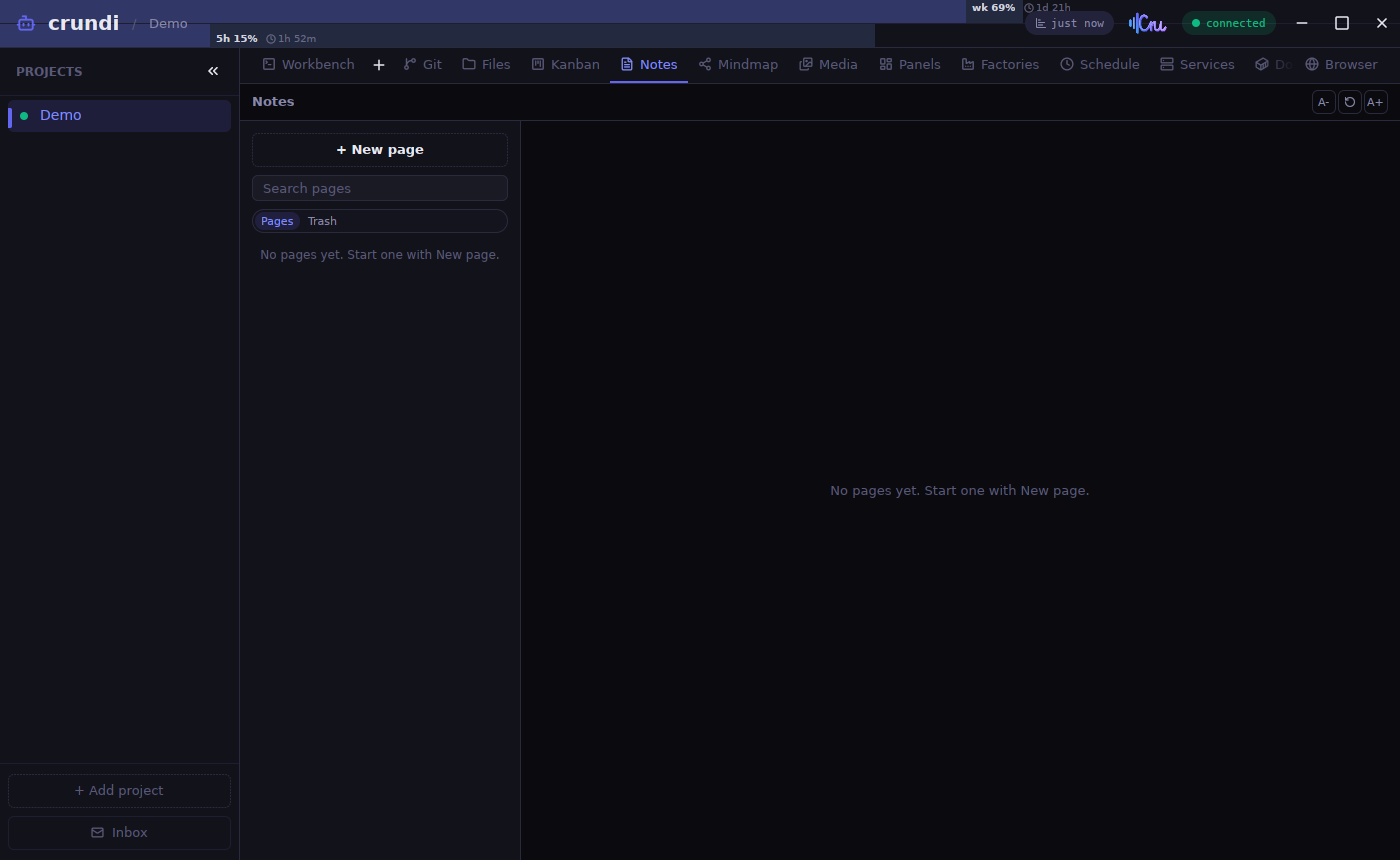 wk 69% 1d 21h
crundi / Demo
just now
Cru
connected
5h 15% 1h 52m
PROJECTS
Workbench
Git
Files
Kanban
Notes
Mindmap
Media
Panels
Factories
Schedule
Services
Do
Browser
Notes
A-
A+
Demo
+ New page
Search pages
Pages
Trash
No pages yet. Start one with New page.
No pages yet. Start one with New page.
+ Add project
Inbox